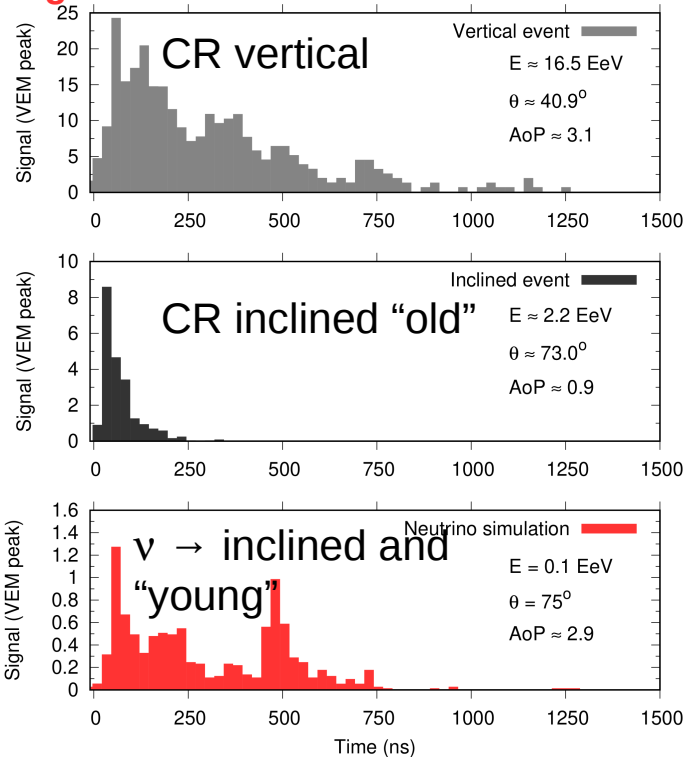 25
20
15
10
5
0
Signal (VEM peak)
Vertical event
CR vertical
E ≈ 16.5 EeV
θ ≈ 40.9°
AoP ≈ 3.1
0 250 500 750 1000 1250 1500
10
8
6
4
2
0
Signal (VEM peak)
Inclined event
CR inclined “old”
E ≈ 2.2 EeV
θ ≈ 73.0°
AoP ≈ 0.9
0 250 500 750 1000 1250 1500
1.6
1.4
1.2
1
0.8
0.6
0.4
0.2
0
Signal (VEM peak)
Neutrino simulation
ν → inclined and
“young”
E = 0.1 EeV
θ = 75°
AoP ≈ 2.9
0 250 500 750 1000 1250 1500
Time (ns)